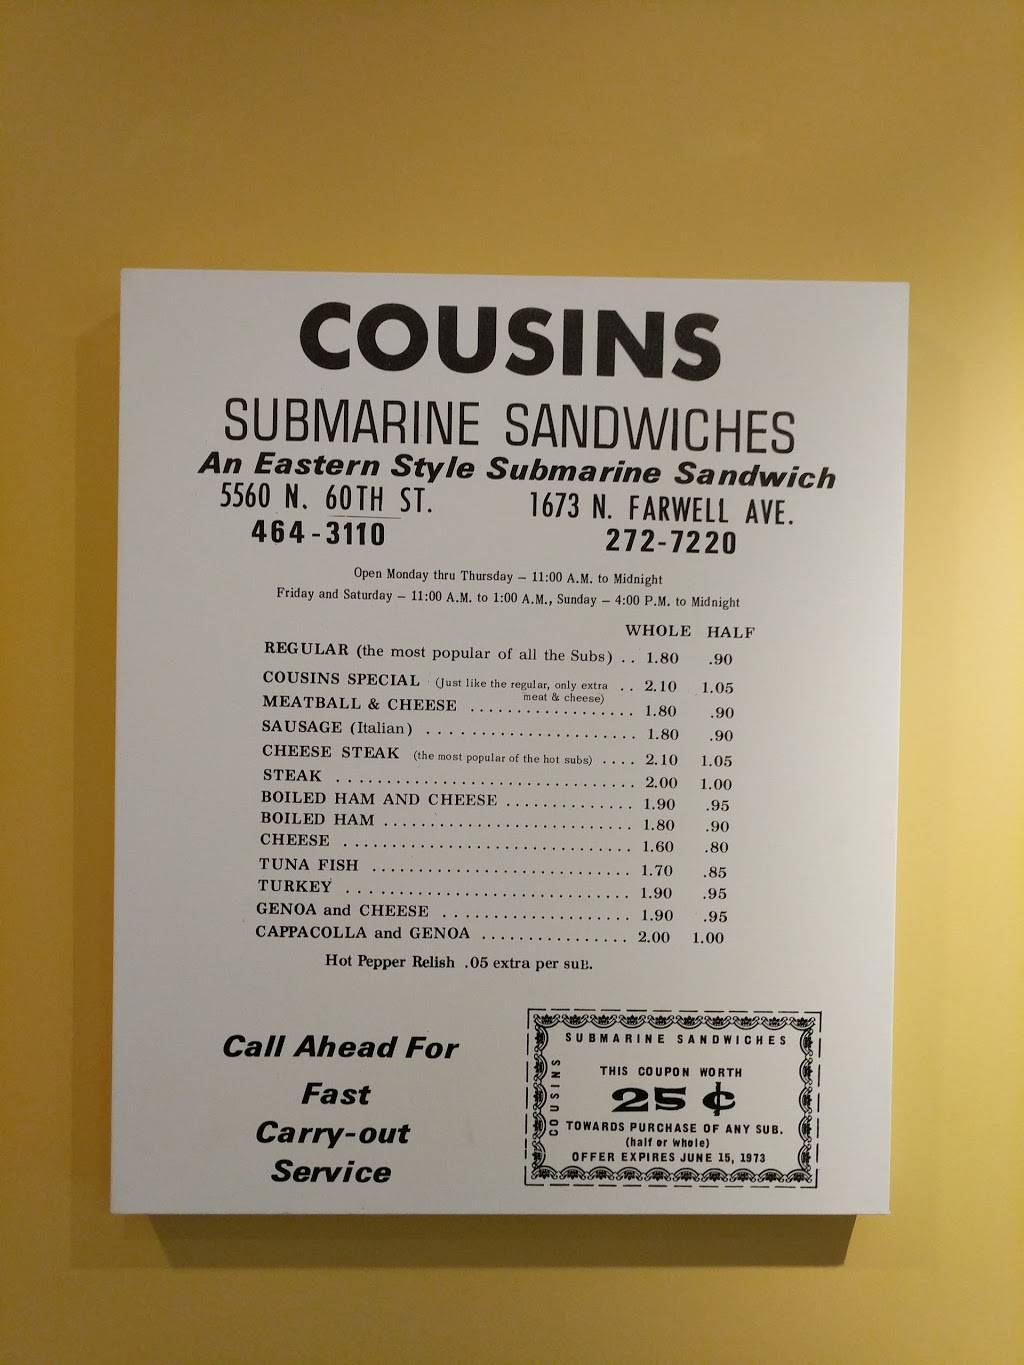 COUSINS
SUBMARINE SANDWICHES
An Eastern Style Submarine Sandwich
5560 N. 60TH ST. 1673 N. FARWELL AVE.
464-3110 272-7220
Open Monday thru Thursday — 11:00 A.M. to Midnight
Friday and Saturday — 11:00 A.M. to 1:00 A.M., Sunday — 4:00 P.M. to Midnight
WHOLE HALF
REGULAR (the most popular of all the Subs) .. 1.80 .90
COUSINS SPECIAL (Just like the regular, only extra .. 2.10 1.05
meat & cheese)
MEATBALL & CHEESE .................. 1.80 .90
SAUSAGE (Italian) ....................... 1.80 .90
CHEESE STEAK (the most popular of the hot subs) .... 2.10 1.05
STEAK ................................. 2.00 1.00
BOILED HAM AND CHEESE .............. 1.90 .95
BOILED HAM ........................... 1.80 .90
CHEESE ................................ 1.60 .80
TUNA FISH ............................. 1.70 .85
TURKEY ............................... 1.90 .95
GENOA and CHEESE ..................... 1.90 .95
CAPPACOLLA and GENOA ................ 2.00 1.00
Hot Pepper Relish .05 extra per suB.
Call Ahead For
Fast
Carry-out
Service
SUBMARINE SANDWICHES
COUSINS
THIS COUPON WORTH
25 ¢
TOWARDS PURCHASE OF ANY SUB.
(half or whole)
OFFER EXPIRES JUNE 15, 1973